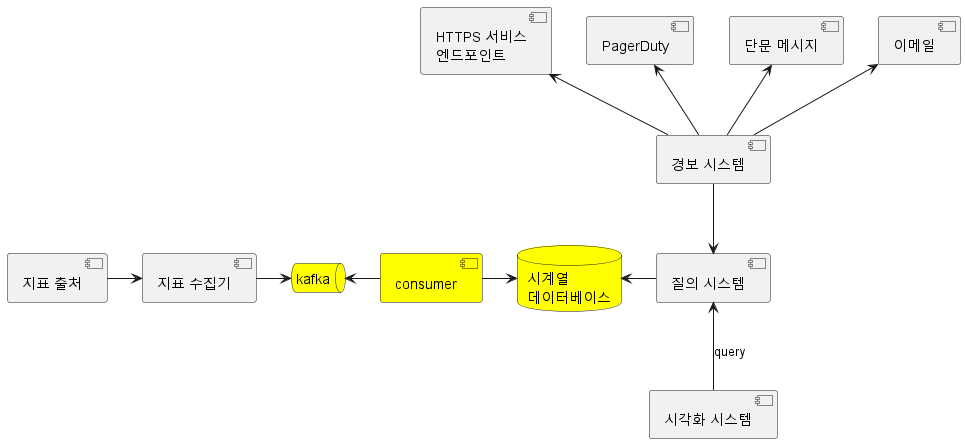 HTTPS 서비스
엔드포인트
PagerDuty
단문 메시지
이메일
경보 시스템
지표 출처
지표 수집기
kafka
consumer
시계열
데이터베이스
질의 시스템
query
시각화 시스템